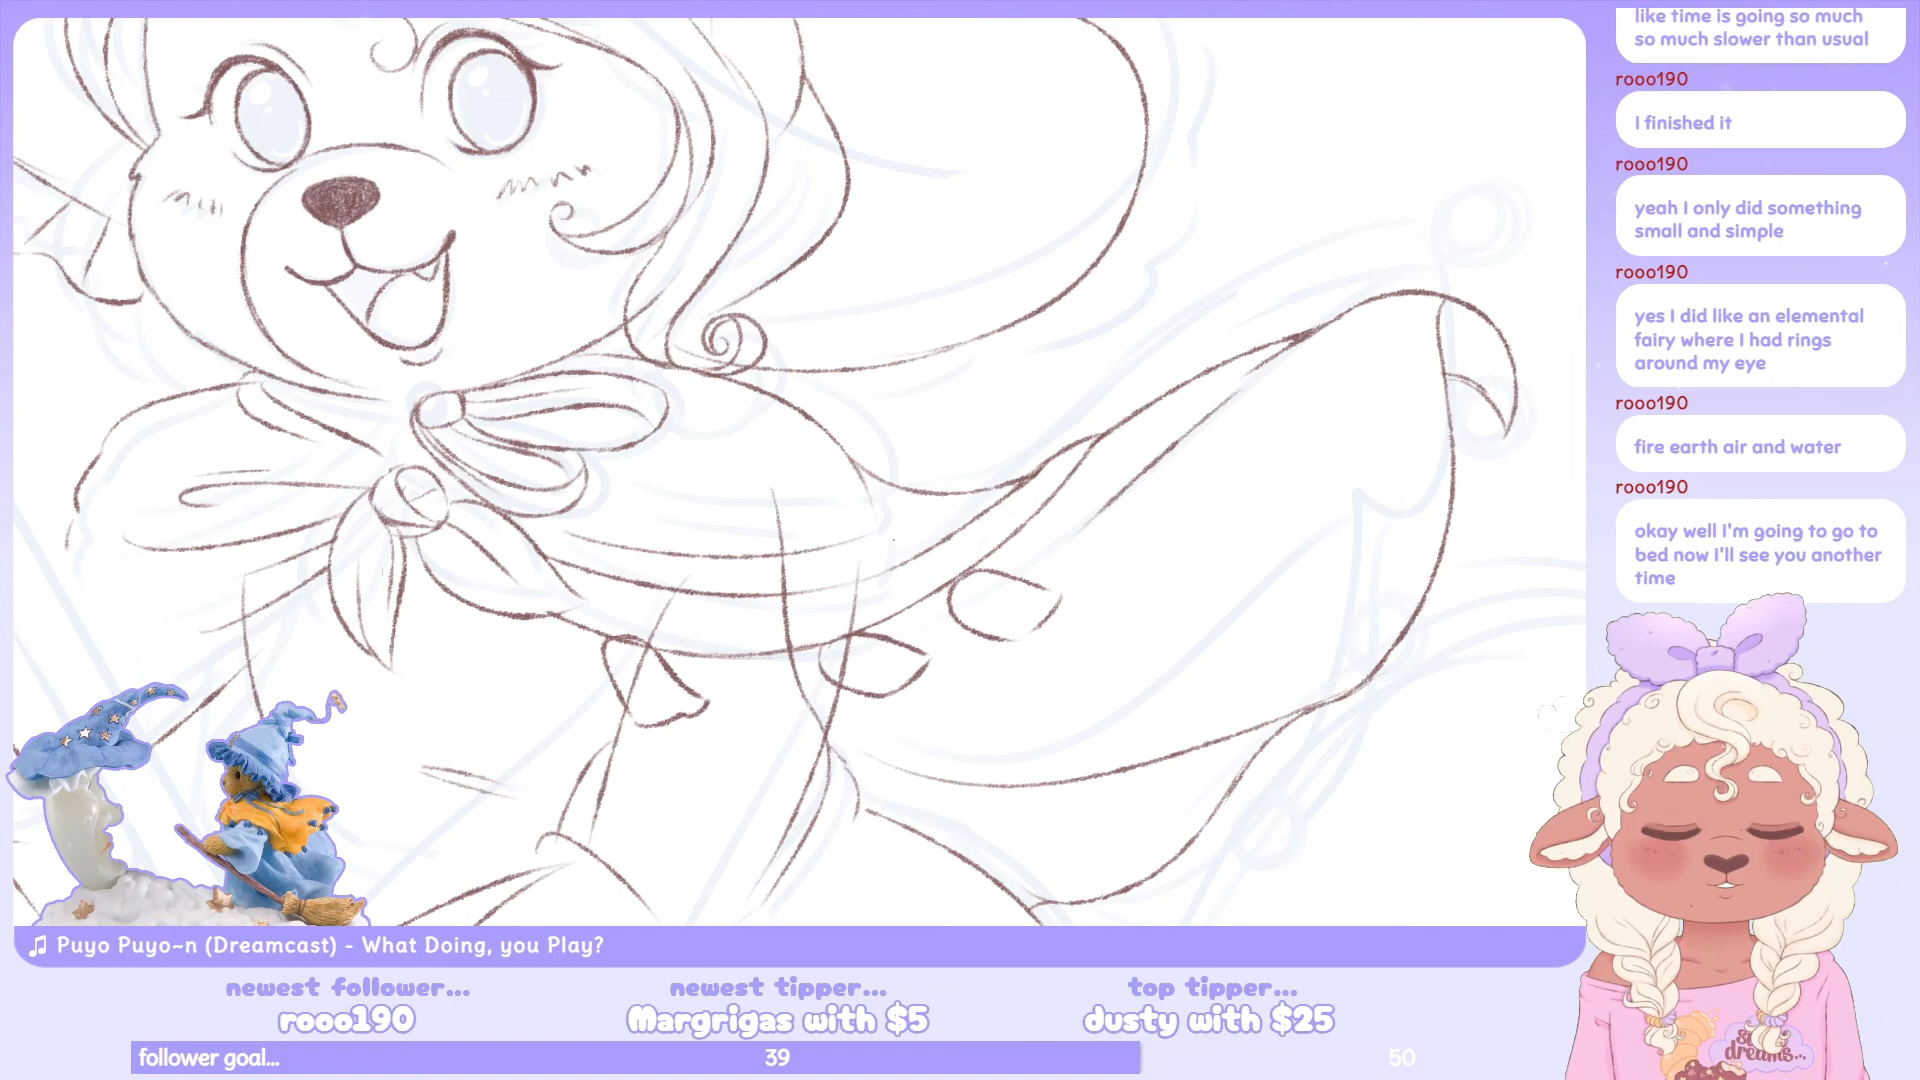 like time is going so much
so much slower than usual
rooo190
I finished it
rooo190
yeah I only did something
small and simple
rooo190
yes I did like an elemental
fairy where I had rings
around my eye
rooo190
fire earth air and water
rooo190
okay well I'm going to go to
bed now I'll see you another
time
♫ Puyo Puyo~n (Dreamcast) - What Doing, you Play?
newest follower...
rooo190
newest tipper...
Margrigas with $5
top tipper...
dusty with $25
follower goal...
39
50
dreams...